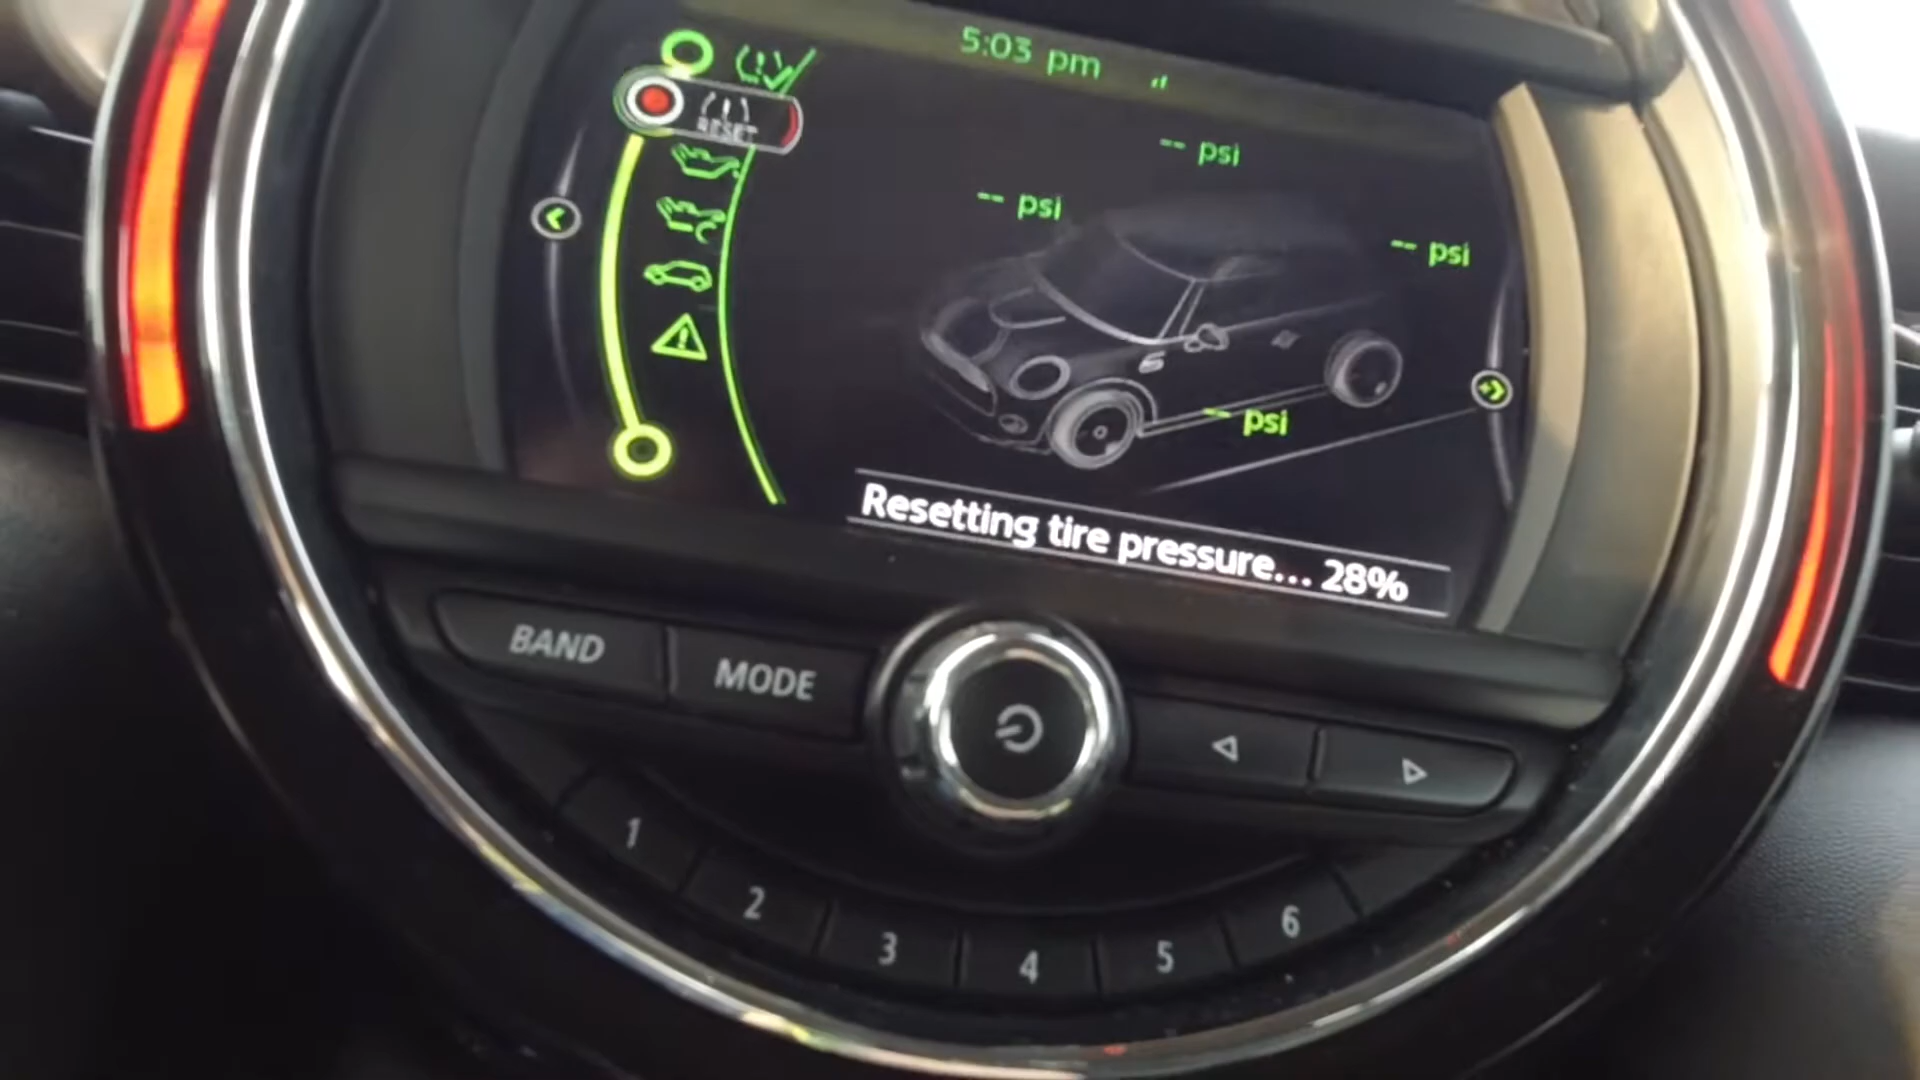 5:03 pm
RESET
-- psi
-- psi
-- psi
-- psi
Resetting tire pressure... 28%
BAND
MODE
1
2
3
4
5
6
S